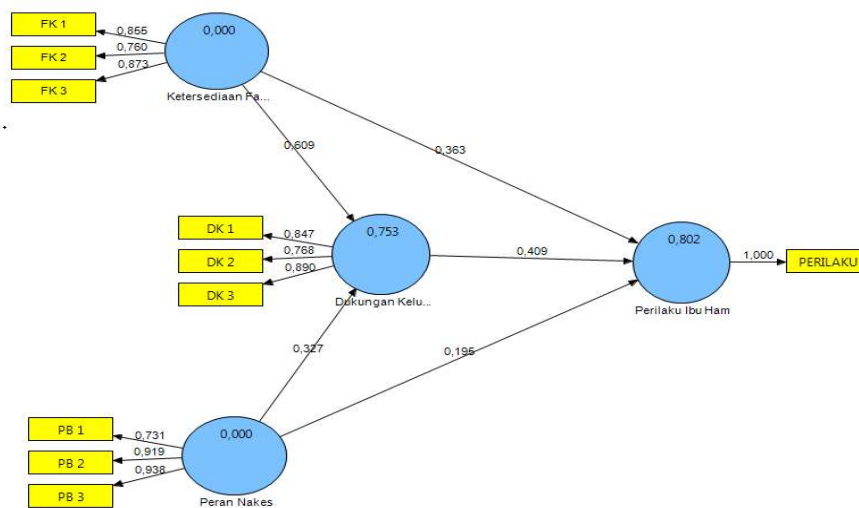 FK 1
0,855
0,000
FK 2
0,760
FK 3
0,873
Ketersediaan Fa...
0,609
0,363
DK 1
0,847
0,753
DK 2
0,768
DK 3
0,890
Dukungan Kelu...
0,409
0,802
1,000
PERILAKU
Perilaku Ibu Ham
0,327
0,195
PB 1
0,731
0,000
PB 2
0,919
PB 3
0,938
Peran Nakes